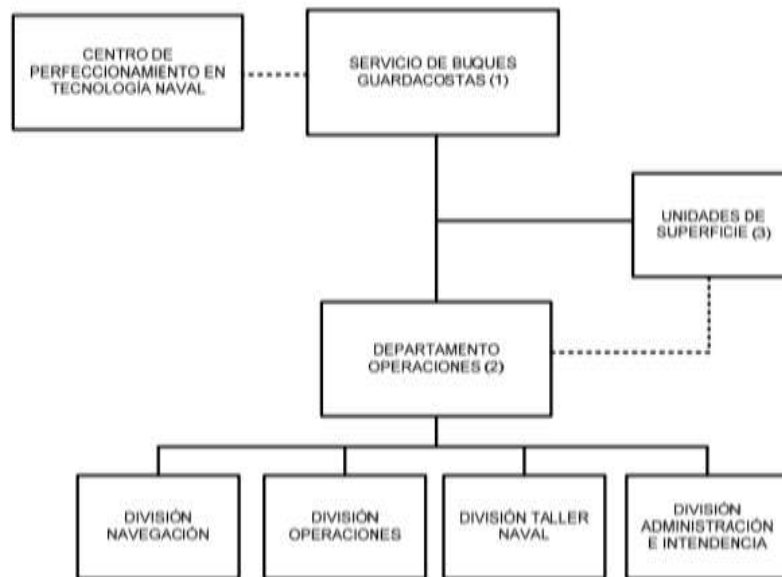 CENTRO DE
PERFECCIONAMIENTO EN
TECNOLOGÍA NAVAL
SERVICIO DE BUQUES
GUARDACOSTAS (1)
UNIDADES DE
SUPERFICIE (3)
DEPARTAMENTO
OPERACIONES (2)
DIVISIÓN
NAVEGACIÓN
DIVISIÓN
OPERACIONES
DIVISIÓN TALLER
NAVAL
DIVISIÓN
ADMINISTRACIÓN
E INTENDENCIA